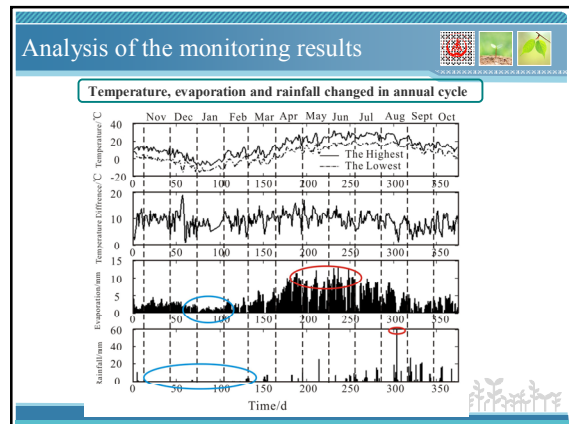 Analysis of the monitoring results
Temperature, evaporation and rainfall changed in annual cycle
Nov Dec Jan Feb Mar Apr May Jun Jul Aug Sept Oct
Temperature/℃
40
20
0
-20
The Highest
The Lowest
0 50 100 150 200 250 300 350
Temperature Diffrence/℃
20
10
0
0 50 100 150 200 250 300 350
Evaporation/mm
15
10
5
0
0 50 100 150 200 250 300 350
Rainfall/mm
60
40
20
0
0 50 100 150 200 250 300 350
Time/d